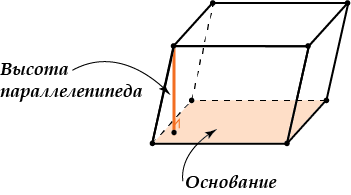 Высота
параллелепипеда
Основание